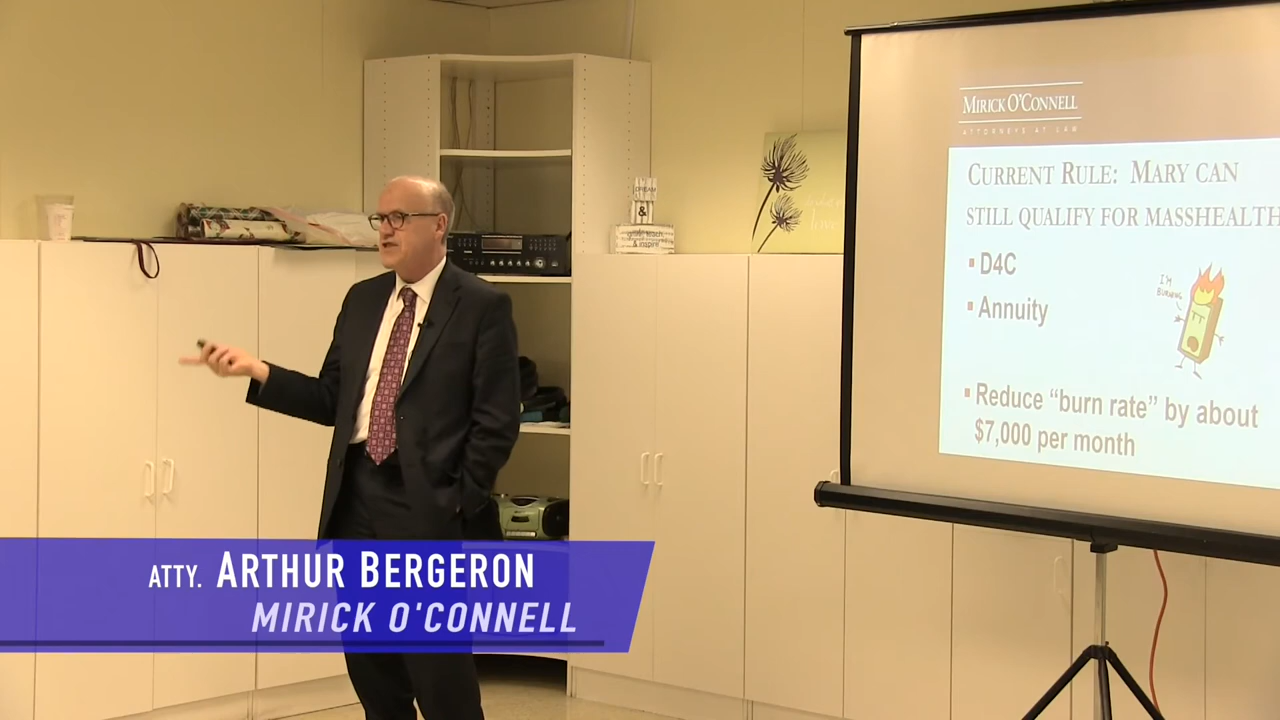 MIRICK O'CONNELL
ATTORNEYS AT LAW
CURRENT RULE: MARY CAN
STILL QUALIFY FOR MASSHEALTH
▪ D4C
▪ Annuity
I'M
BURNING
▪ Reduce “burn rate” by about
$7,000 per month
DREAM
&
& inspire
ATTY. ARTHUR BERGERON
MIRICK O'CONNELL